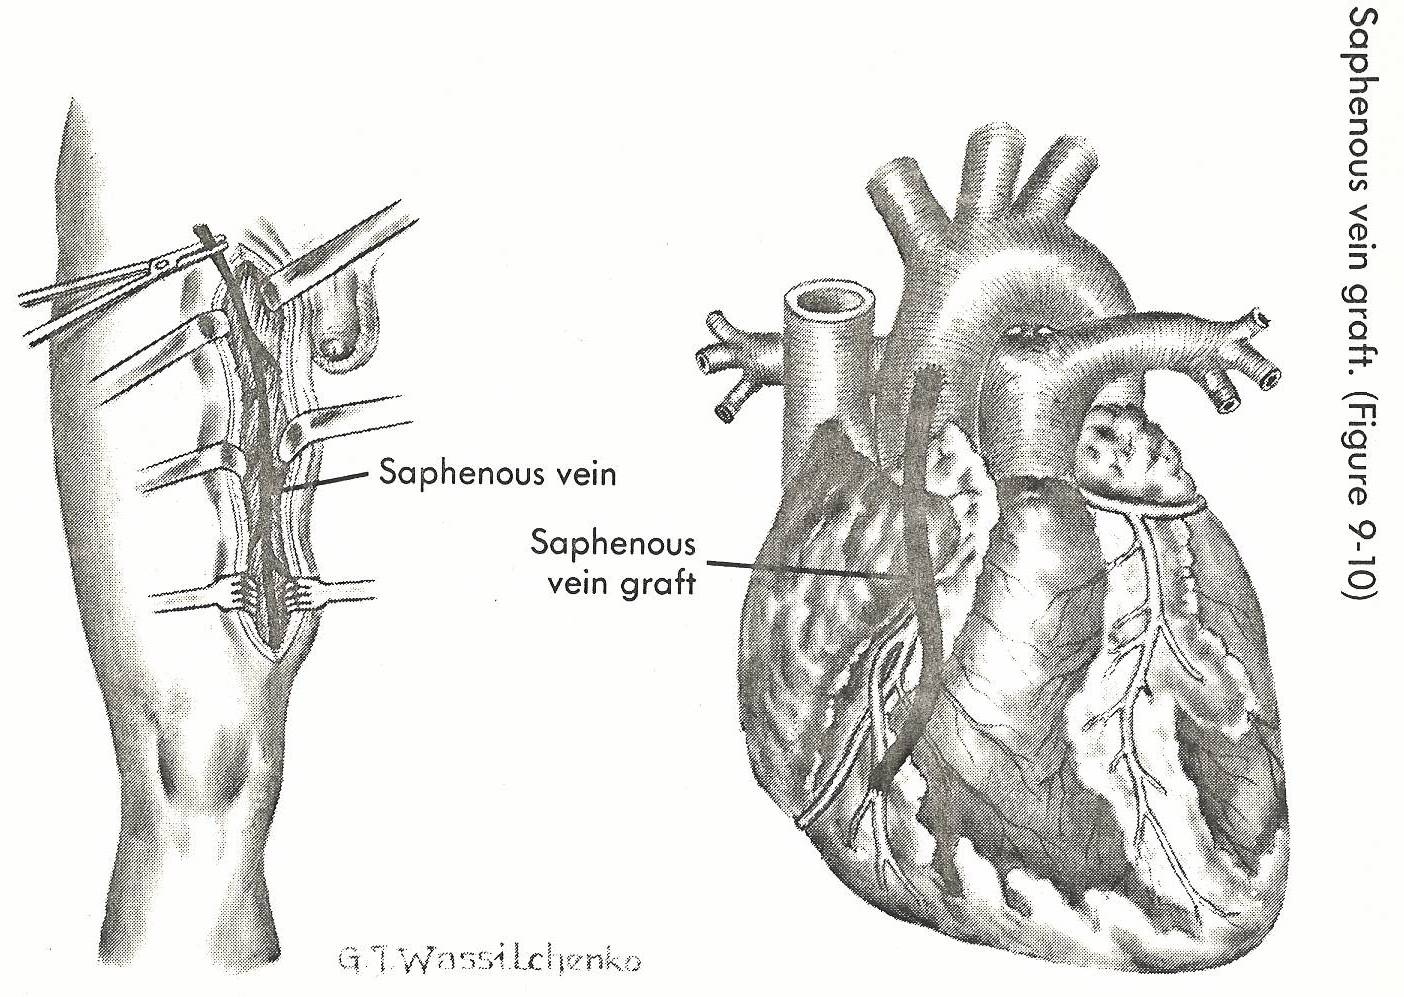 Saphenous vein graft. (Figure 9-10)
Saphenous vein
Saphenous
vein graft
G.J.Wassilchenko